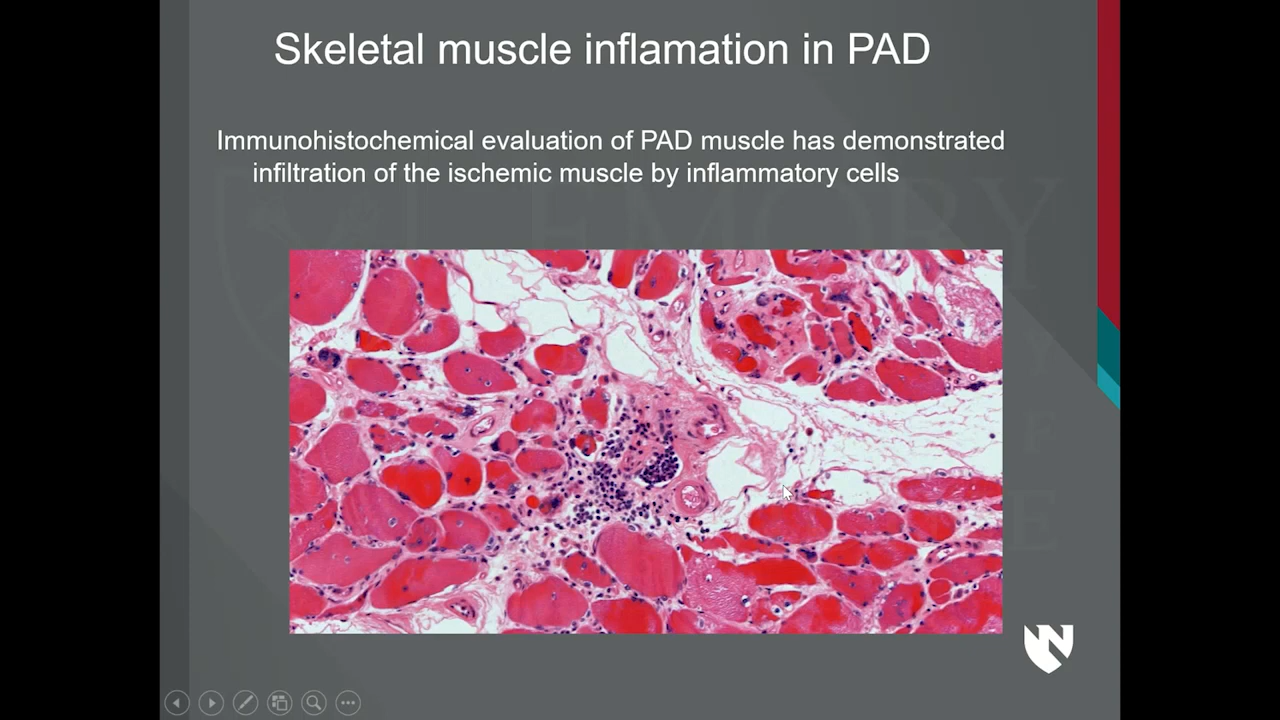 Skeletal muscle inflamation in PAD
Immunohistochemical evaluation of PAD muscle has demonstrated
infiltration of the ischemic muscle by inflammatory cells
EMORY